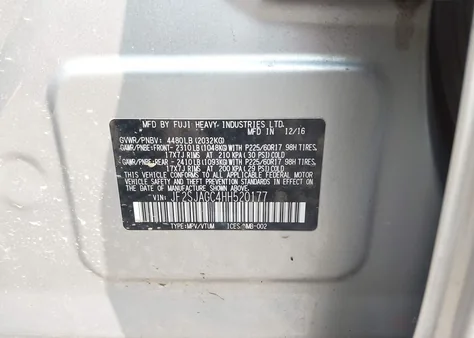 MFD BY FUJI HEAVY INDUSTRIES LTD. 12/16
GVWR/PNBV: 4480LB(2032KG)
GAWR/PNBE:FRONT- 2310LB(1048KG)WITH P225/60R17.98H TIRES,
17X7J RIMS AT 210 KPA(30 PSI)COLD
GAWR/PNBE:REAR - 2410LB(1093KG)WITH P225/60R17.98H TIRES,
17X7J RIMS AT 200 KPA(29 PSI)COLD
THIS VEHICLE CONFORMS TO ALL APPLICABLE FEDERAL MOTOR
VEHICLE SAFETY, BUMPER, AND THEFT PREVENTION STANDARDS IN
EFFECT ON THE DATE OF MANUFACTURE SHOWN ABOVE.
VIN: JF2SJAGC4HH520177
TYPE:MPV/VTUM ICES-NMB-002